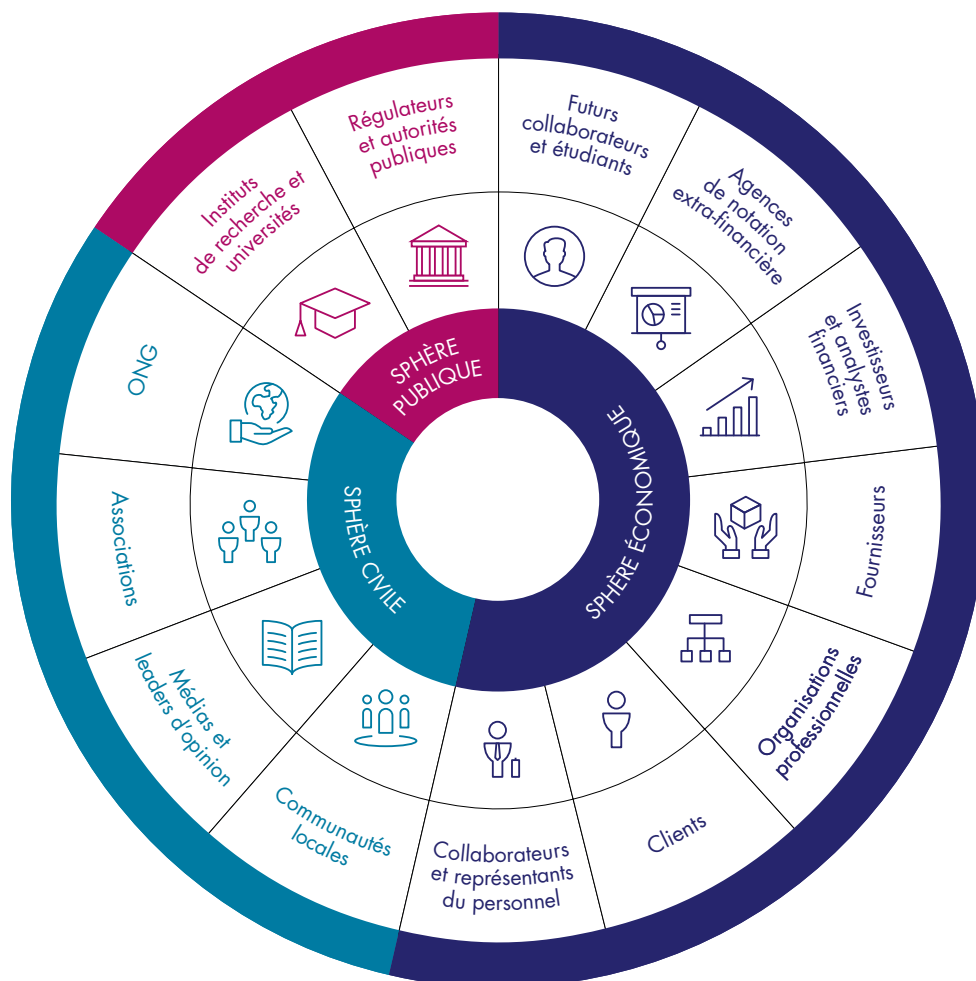 Régulateurs
et autorités
publiques
Futurs
collaborateurs
et étudiants
Agences
de notation
extra-financière
Investisseurs
et analystes
financiers
Fournisseurs
Organisations
professionnelles
Clients
Collaborateurs
et représentants
du personnel
Communautés
locales
Médias et
leaders d'opinion
Associations
ONG
Instituts
de recherche et
universités
SPHÈRE
PUBLIQUE
SPHÈRE ÉCONOMIQUE
SPHÈRE CIVILE